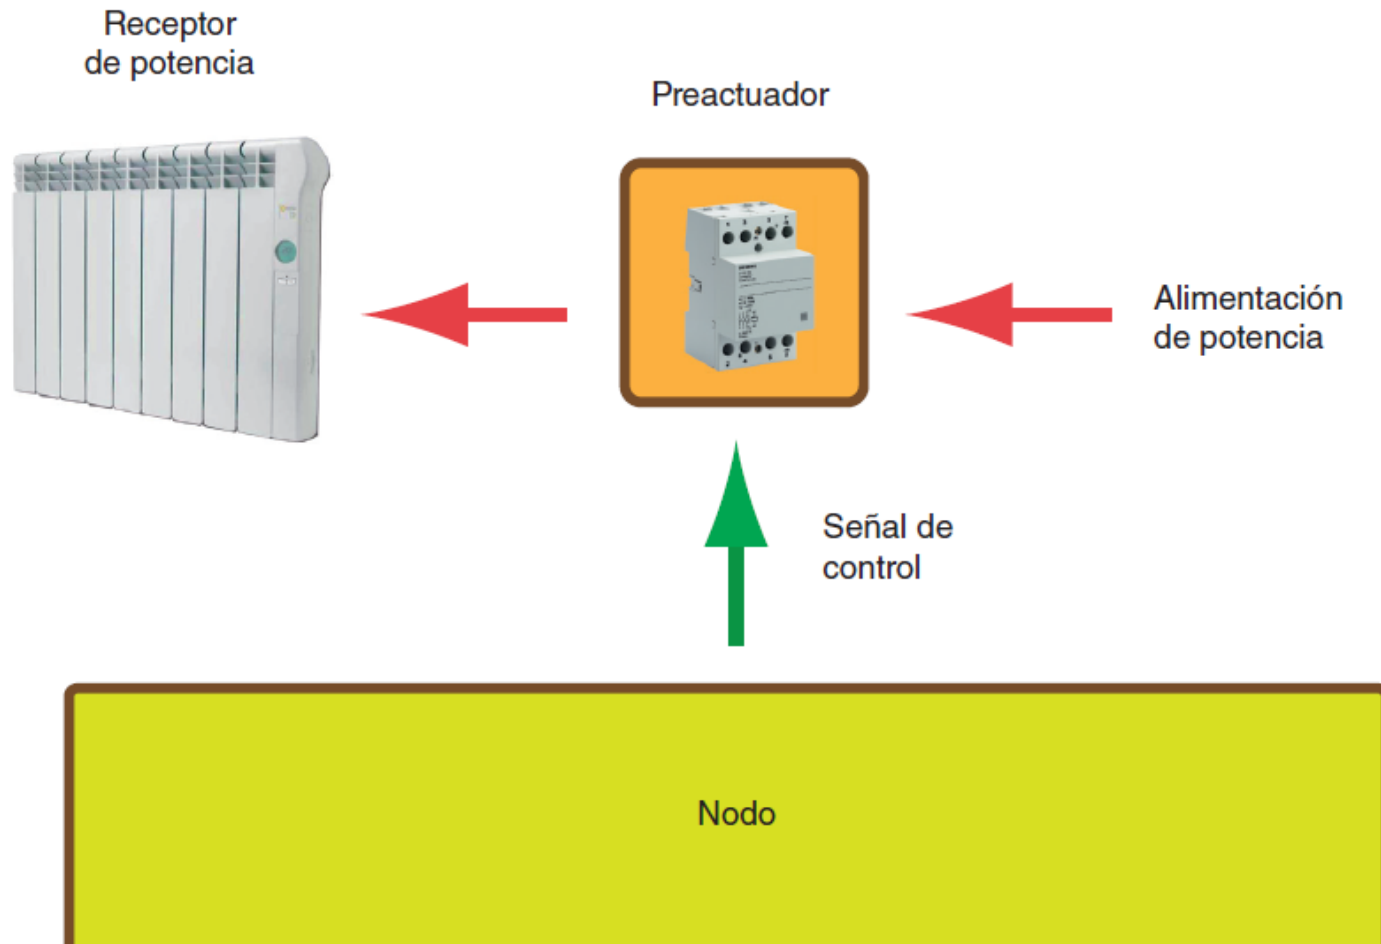 Receptor
de potencia
Preactuador
Alimentación
de potencia
Señal de
control
Nodo